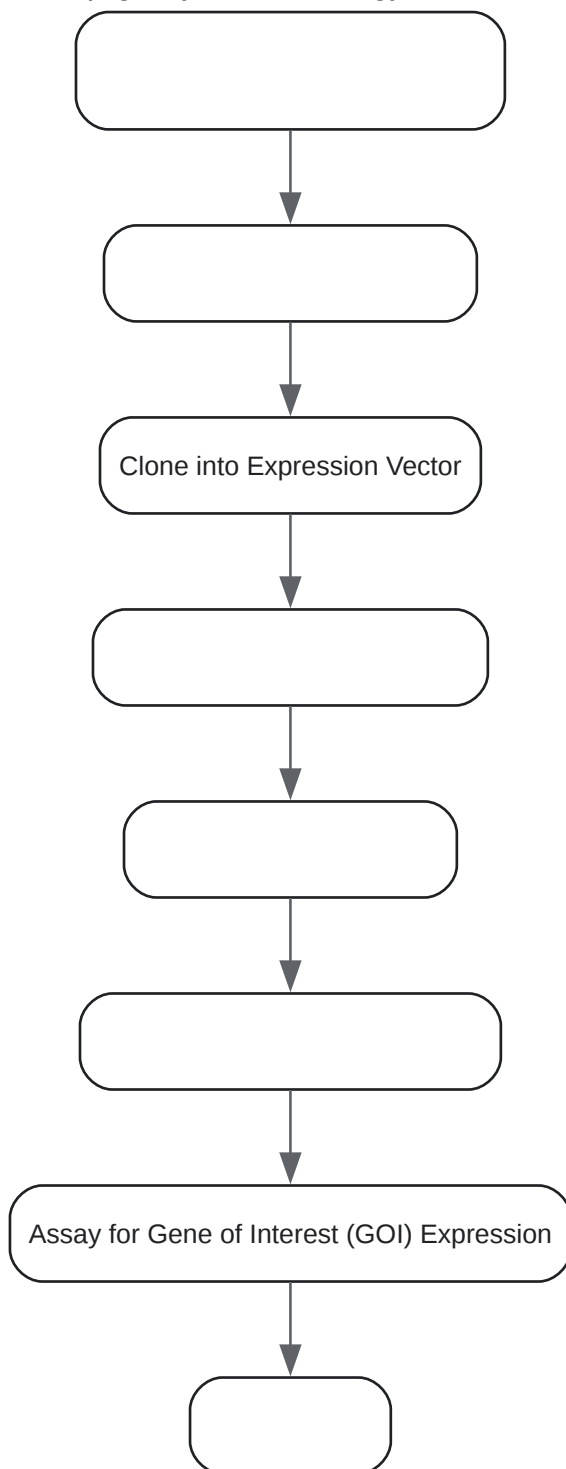 Clone into Expression Vector
Assay for Gene of Interest (GOI) Expression